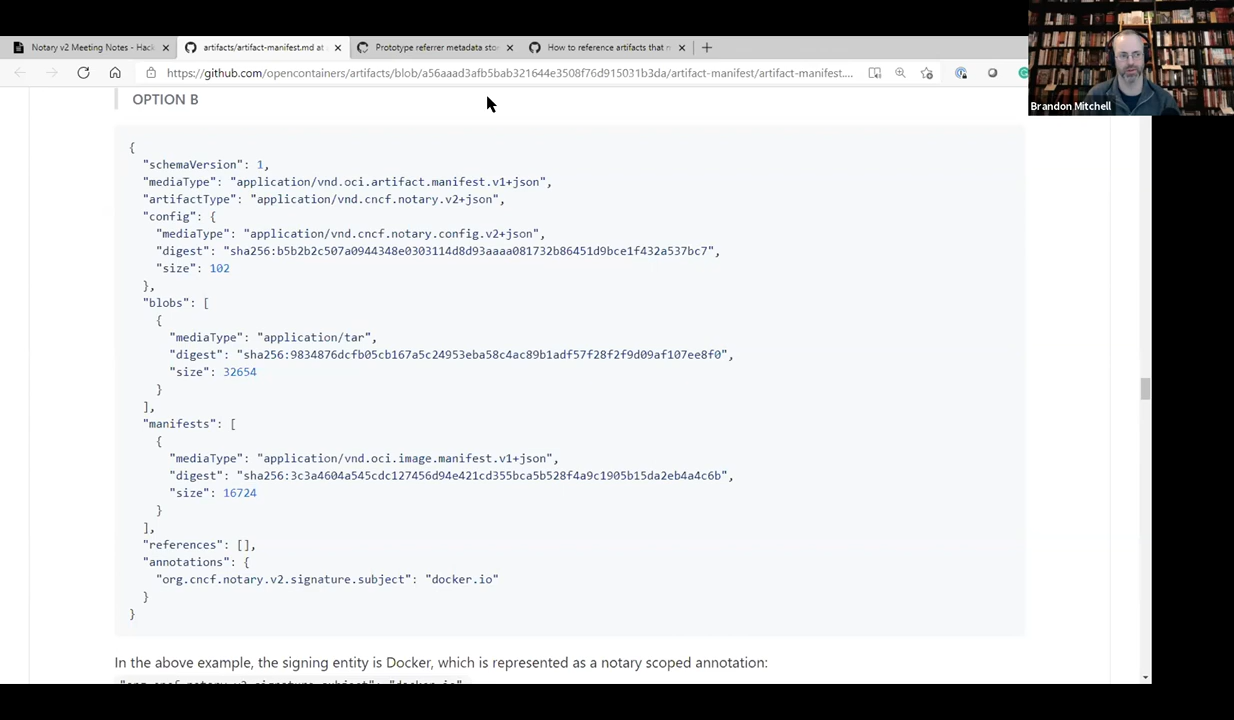 Notary v2 Meeting Notes - Hack
artifacts/artifact-manifest.md at
Prototype referrer metadata sto
How to reference artifacts that n
https://github.com/opencontainers/artifacts/blob/a56aaad3afb5bab321644e3508f76d915031b3da/artifact-manifest/artifact-manifest....
Brandon Mitchell
OPTION B
{
"schemaVersion": 1,
"mediaType": "application/vnd.oci.artifact.manifest.v1+json",
"artifactType": "application/vnd.cncf.notary.v2+json",
"config": {
"mediaType": "application/vnd.cncf.notary.config.v2+json",
"digest": "sha256:b5b2b2c507a0944348e0303114d8d93aaaa081732b86451d9bce1f432a537bc7",
"size": 102
},
"blobs": [
{
"mediaType": "application/tar",
"digest": "sha256:9834876dcfb05cb167a5c24953eba58c4ac89b1adf57f28f2f9d09af107ee8f0",
"size": 32654
}
],
"manifests": [
{
"mediaType": "application/vnd.oci.image.manifest.v1+json",
"digest": "sha256:3c3a4604a545cdc127456d94e421cd355bca5b528f4a9c1905b15da2eb4a4c6b",
"size": 16724
}
],
"references": [],
"annotations": {
"org.cncf.notary.v2.signature.subject": "docker.io"
}
}
In the above example, the signing entity is Docker, which is represented as a notary scoped annotation: